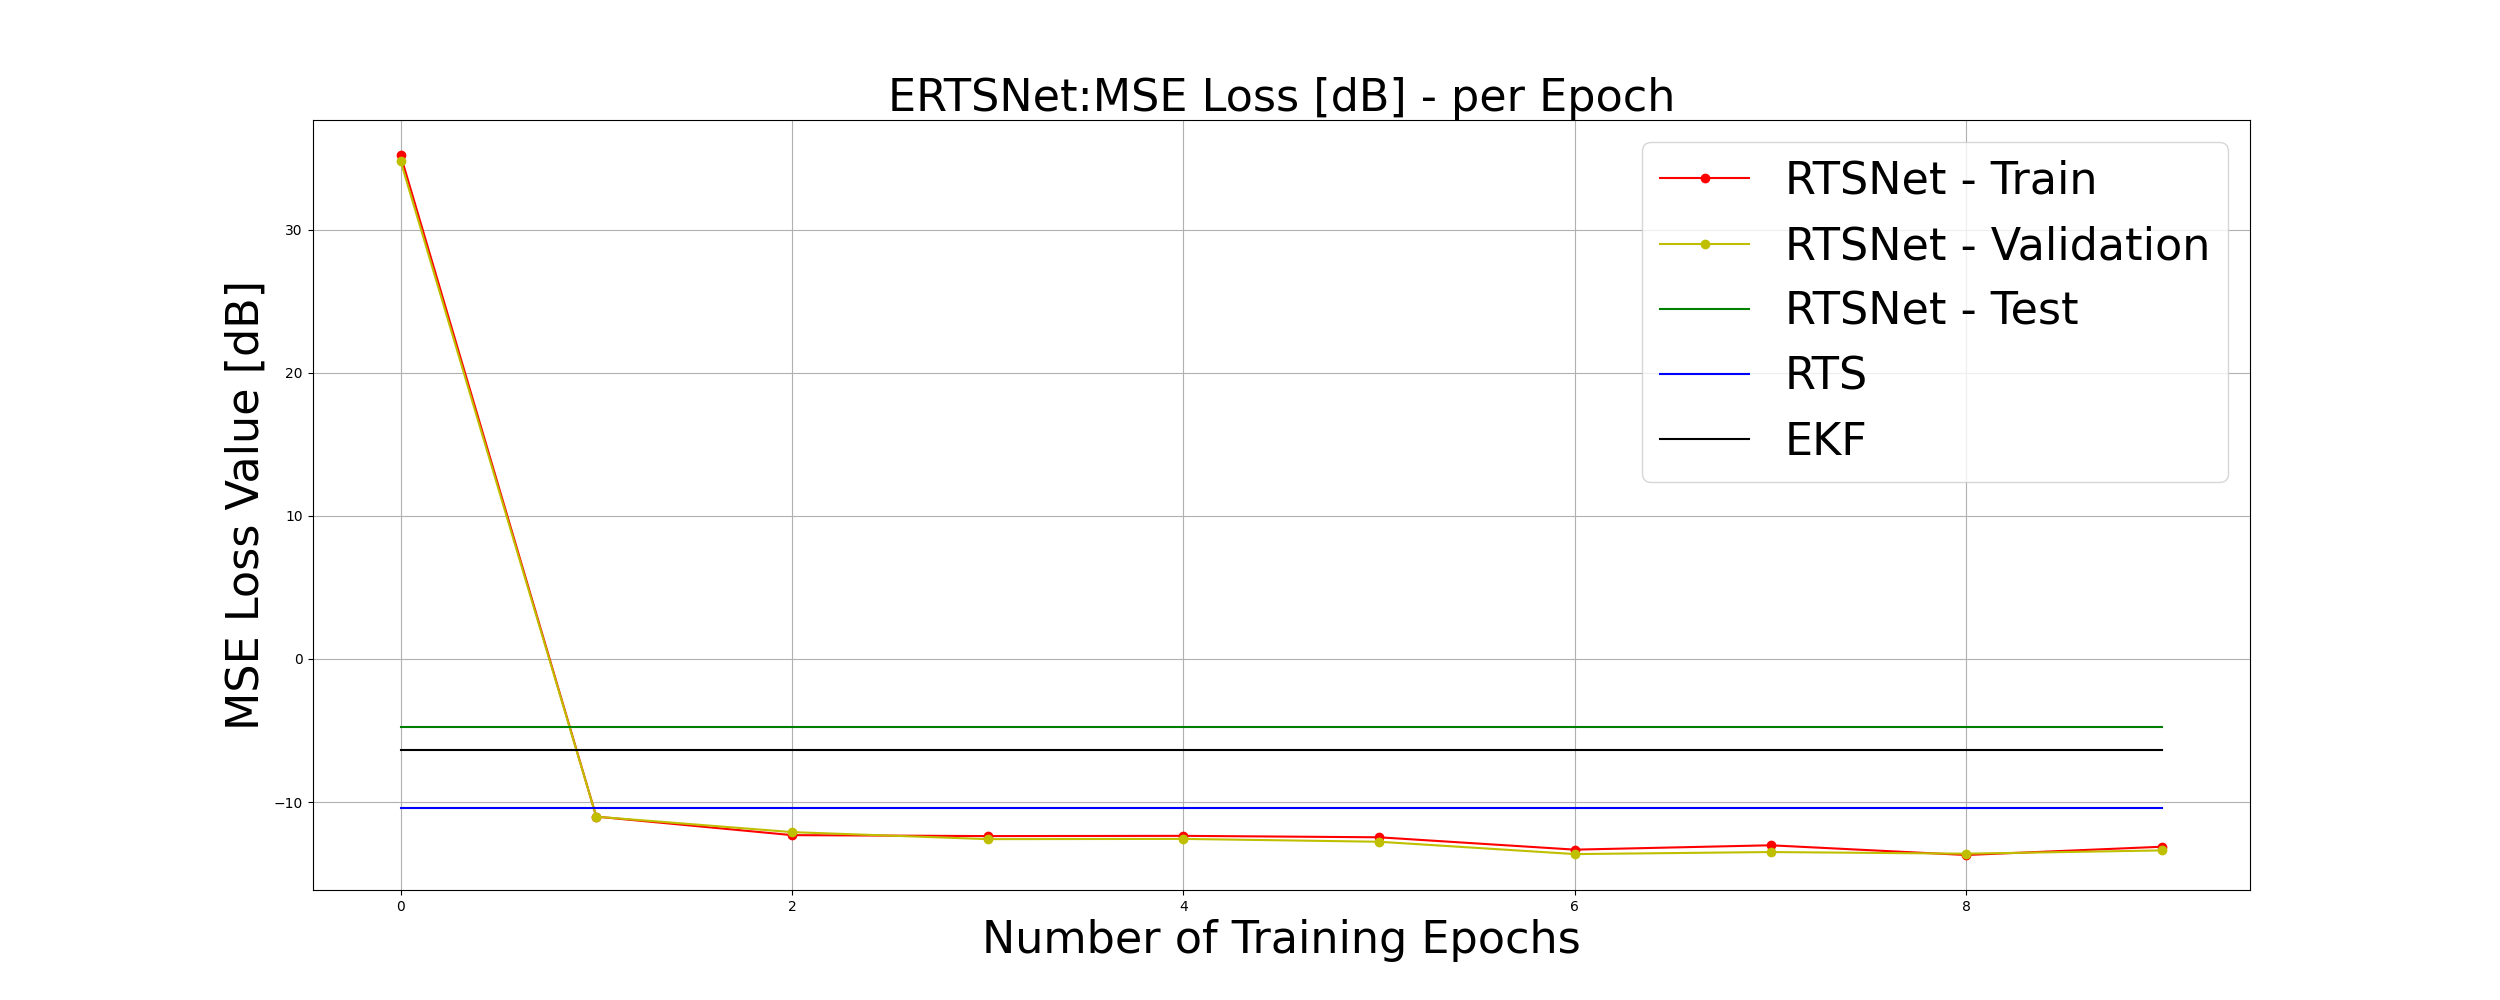 ERTSNet:MSE Loss [dB] - per Epoch
RTSNet - Train
RTSNet - Validation
RTSNet - Test
RTS
EKF
MSE Loss Value [dB]
30
20
10
0
−10
0 2 4 6 8
Number of Training Epochs